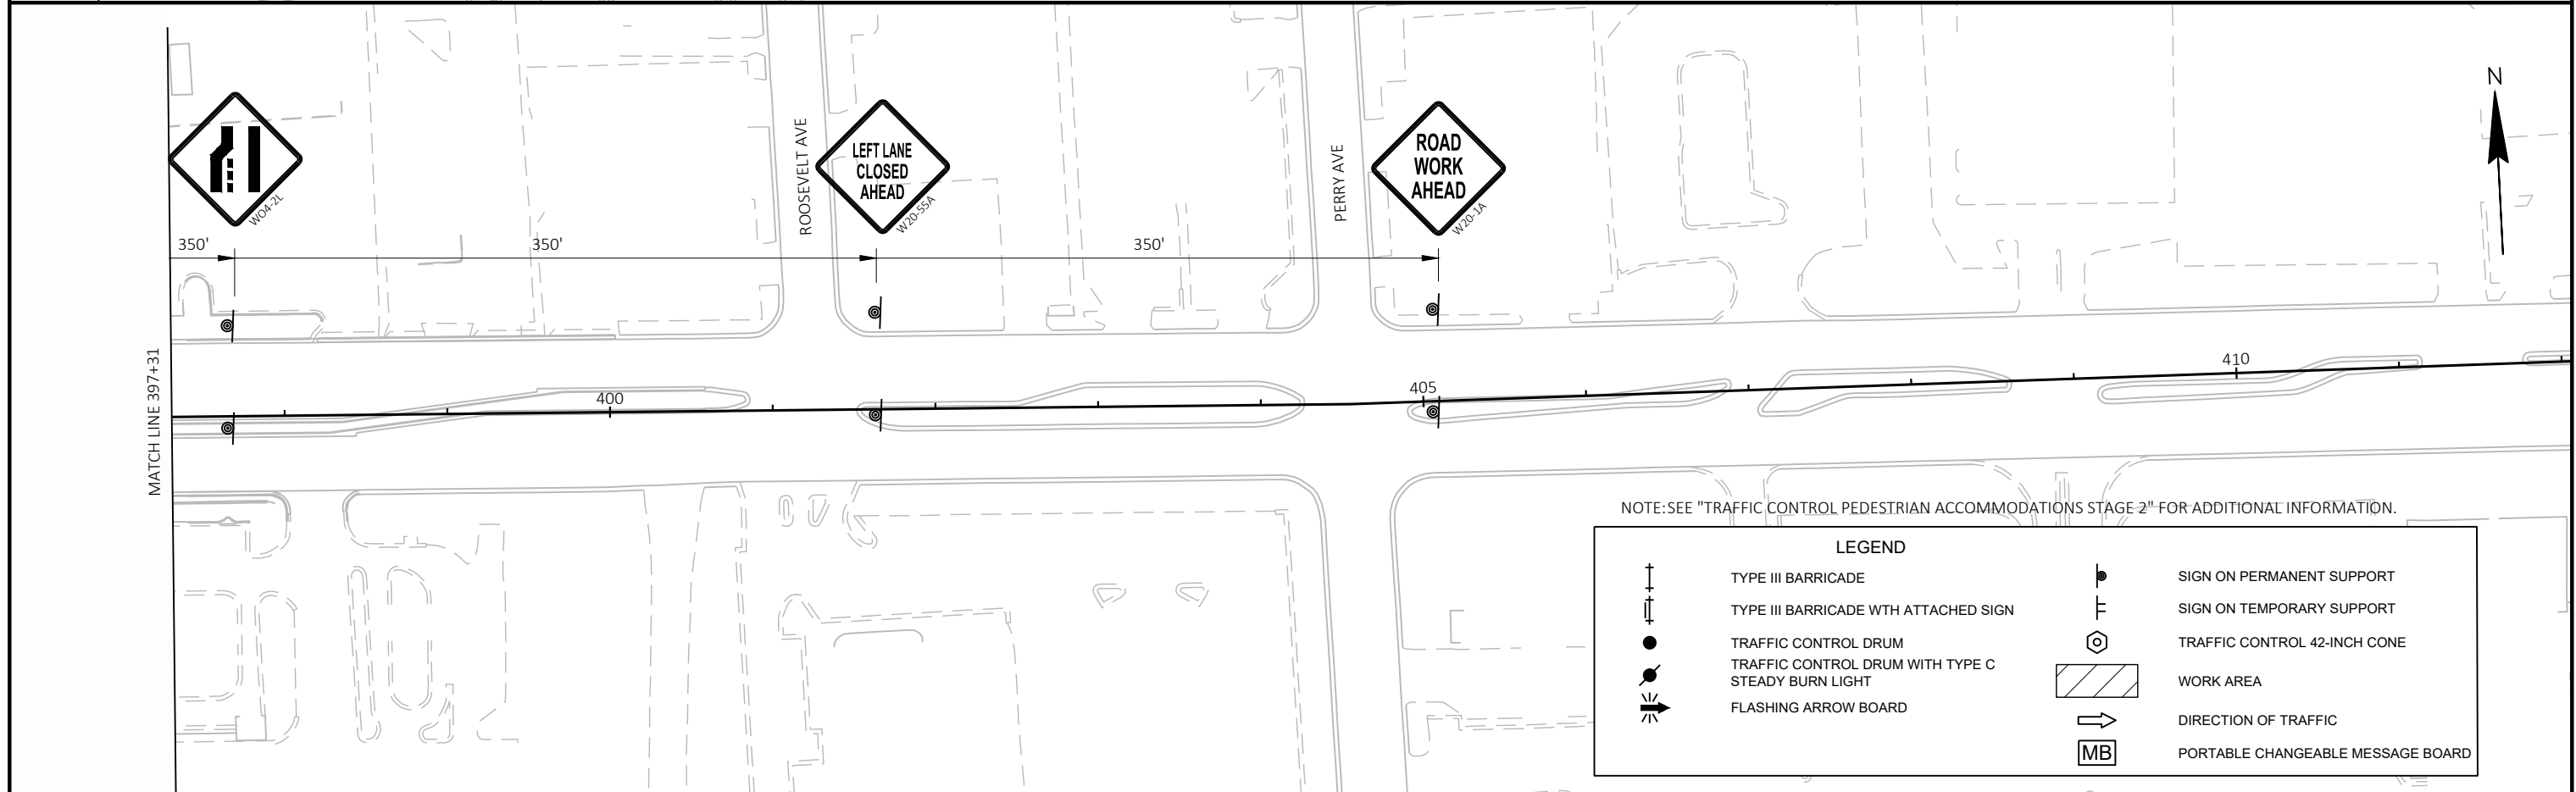 N
LEFT LANE
CLOSED
AHEAD
ROAD
WORK
AHEAD
W04-2L
W20-55A
W20-1A
ROOSEVELT AVE
PERRY AVE
350'
350'
350'
MATCH LINE 397+31
400
405
410
NOTE: SEE "TRAFFIC CONTROL PEDESTRIAN ACCOMMODATIONS STAGE 2" FOR ADDITIONAL INFORMATION.
LEGEND
TYPE III BARRICADE
TYPE III BARRICADE WTH ATTACHED SIGN
TRAFFIC CONTROL DRUM
TRAFFIC CONTROL DRUM WITH TYPE C
STEADY BURN LIGHT
FLASHING ARROW BOARD
SIGN ON PERMANENT SUPPORT
SIGN ON TEMPORARY SUPPORT
TRAFFIC CONTROL 42-INCH CONE
WORK AREA
DIRECTION OF TRAFFIC
MB PORTABLE CHANGEABLE MESSAGE BOARD